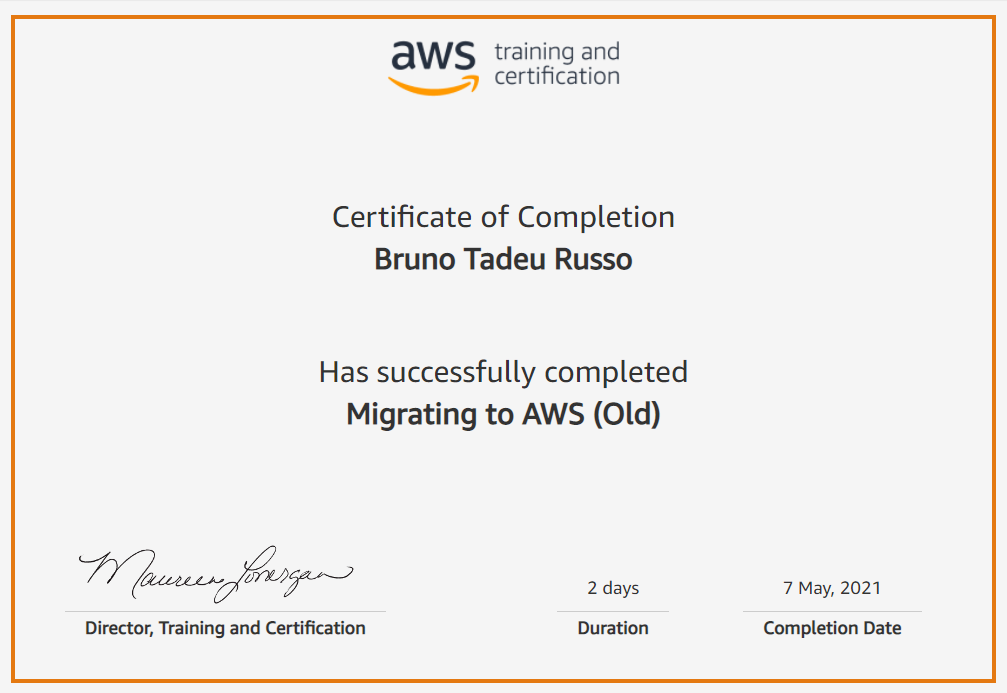 aws training and
certification
Certificate of Completion
Bruno Tadeu Russo
Has successfully completed
Migrating to AWS (Old)
Maureen Lonergan
2 days
7 May, 2021
Director, Training and Certification
Duration
Completion Date